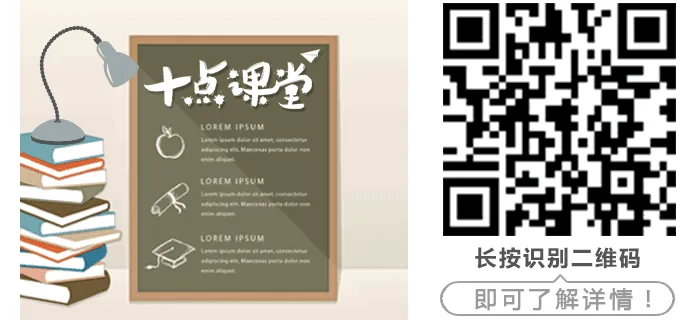 十点课堂
LOREM IPSUM
Lorem ipsum dolor sit amet, consectetur
adipiscing elit. Maecenas porta dolor non
enim aliquet.
LOREM IPSUM
Lorem ipsum dolor sit amet, consectetur
adipiscing elit. Maecenas porta dolor non
enim aliquet.
LOREM IPSUM
Lorem ipsum dolor sit amet, consectetur
adipiscing elit. Maecenas porta dolor non
enim aliquet.
长按识别二维码
即可了解详情！